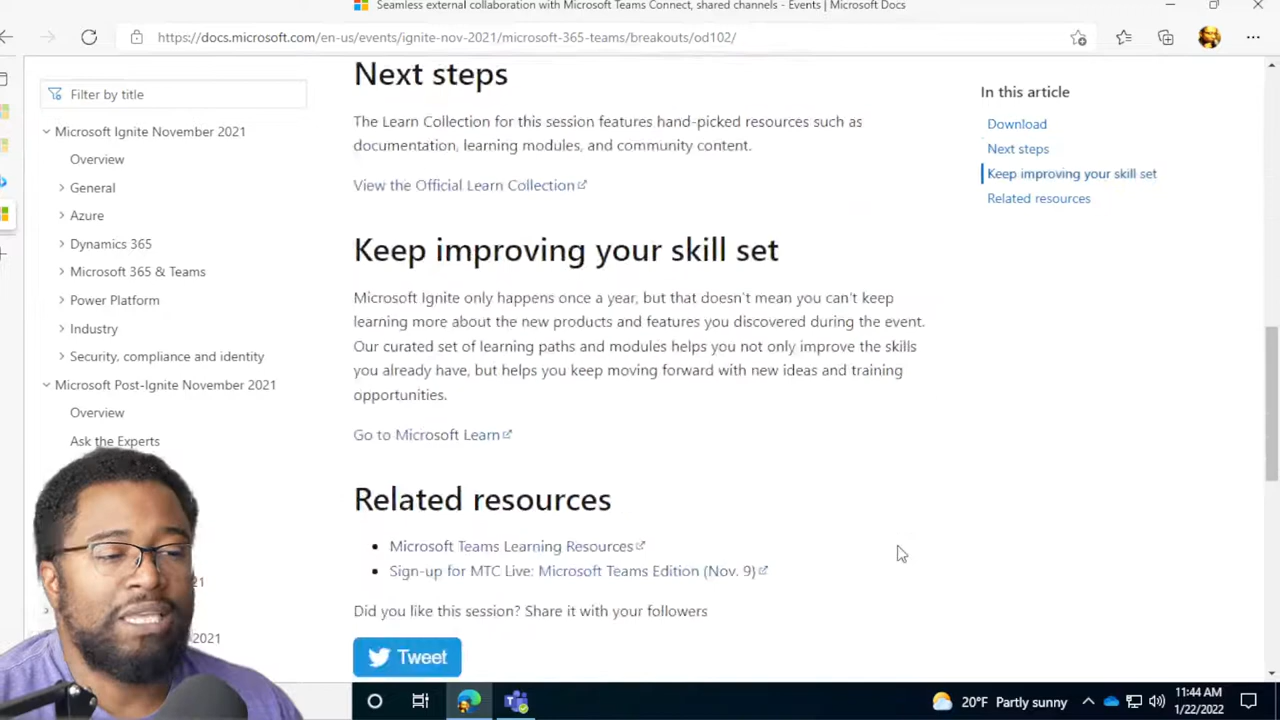 Seamless external collaboration with Microsoft Teams Connect, shared channels - Events | Microsoft Docs
https://docs.microsoft.com/en-us/events/ignite-nov-2021/microsoft-365-teams/breakouts/od102/
Filter by title
Microsoft Ignite November 2021
Overview
General
Azure
Dynamics 365
Microsoft 365 & Teams
Power Platform
Industry
Security, compliance and identity
Microsoft Post-Ignite November 2021
Overview
Ask the Experts
21
2021
Next steps
The Learn Collection for this session features hand-picked resources such as
documentation, learning modules, and community content.
View the Official Learn Collection
Keep improving your skill set
Microsoft Ignite only happens once a year, but that doesn't mean you can't keep
learning more about the new products and features you discovered during the event.
Our curated set of learning paths and modules helps you not only improve the skills
you already have, but helps you keep moving forward with new ideas and training
opportunities.
Go to Microsoft Learn
Related resources
Microsoft Teams Learning Resources
Sign-up for MTC Live: Microsoft Teams Edition (Nov. 9)
Did you like this session? Share it with your followers
Tweet
In this article
Download
Next steps
Keep improving your skill set
Related resources
20°F Partly sunny
11:44 AM
1/22/2022